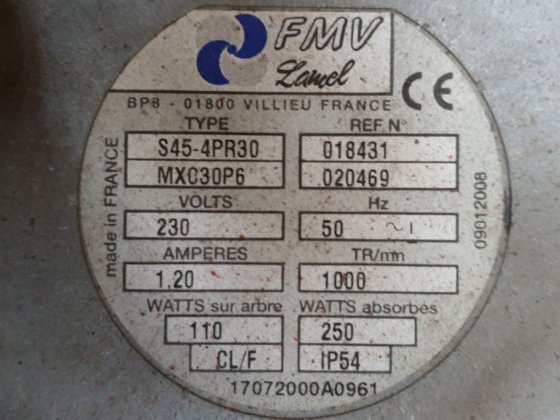 FMV
Lamel
CE
BP8 - 01800 VILLIEU FRANCE
TYPE REF. N°
S45-4PR30 018431
MXC30P6 020469
VOLTS Hz
230 50 ~ I
AMPERES TR/mn
1.20 1000
WATTS sur arbre WATTS absorbés
110 250
CL/F IP54
17072000A0961
made in FRANCE
09012008